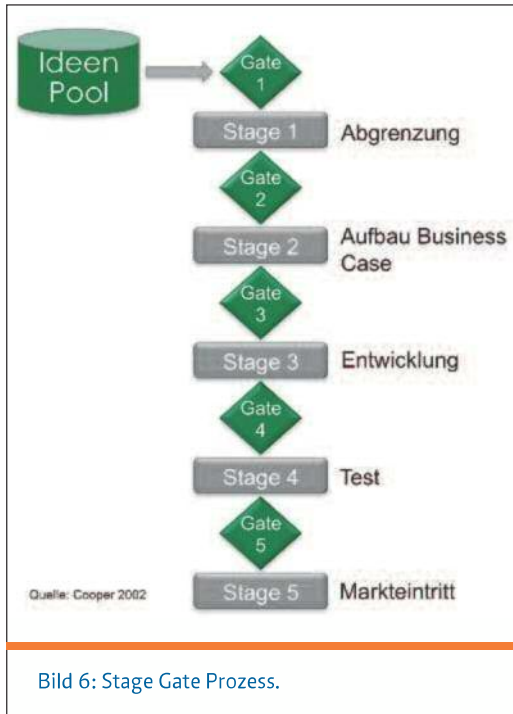 Ideen
Pool
Gate
1
Stage 1
Abgrenzung
Gate
2
Stage 2
Aufbau Business
Case
Gate
3
Stage 3
Entwicklung
Gate
4
Stage 4
Test
Gate
5
Stage 5
Markteintritt
Quelle: Cooper 2002
Bild 6: Stage Gate Prozess.